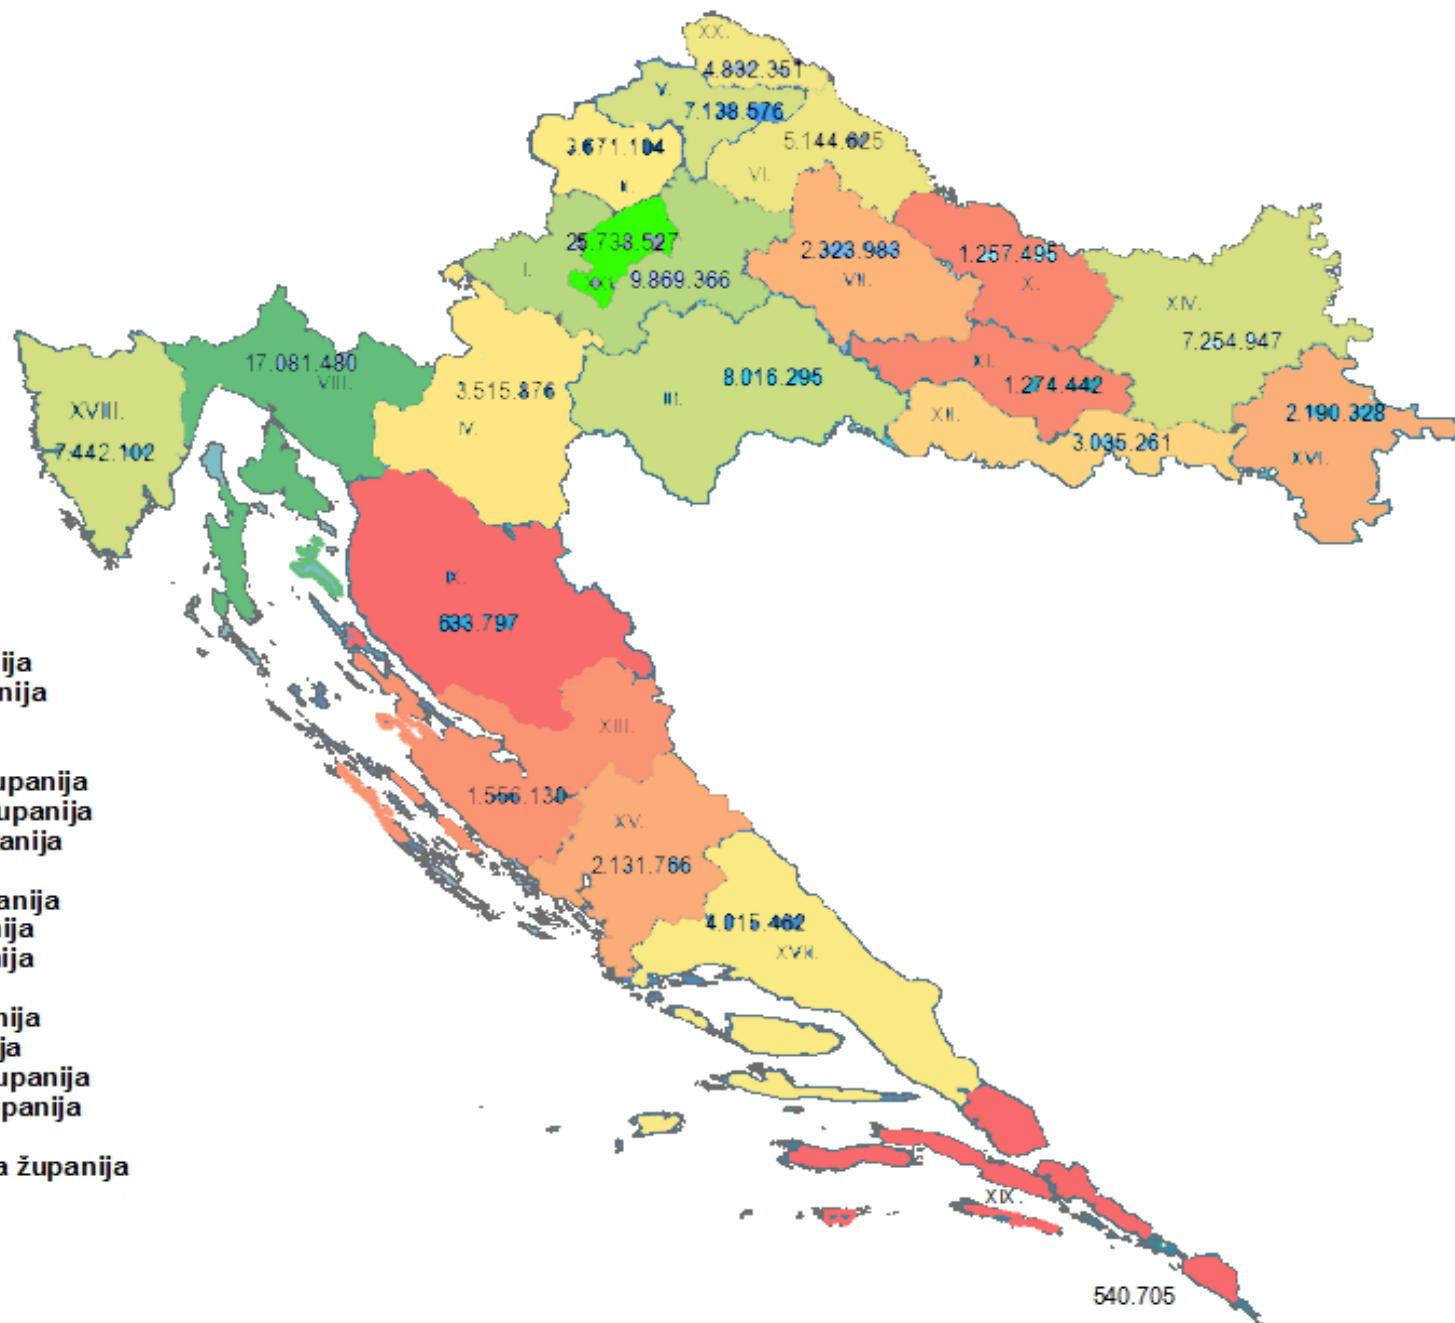 XX.
4.832.351
V.
7.138.576
3.671.104
II.
5.144.625
VI.
25.738.527
I.
XXI.
9.869.366
2.323.983
VII.
1.257.495
X.
XIV.
7.254.947
17.081.480
VIII.
3.515.876
IV.
8.016.295
III.
XI.
1.274.442
XII.
3.035.261
2.190.328
XVI.
XVIII.
7.442.102
IX.
633.797
ija
nija
XIII.
upanija
1.556.130
upanija
XV.
anija
2.131.766
anija
4.015.462
ija
XVII.
ija
nija
ja
upanija
panija
a županija
XIX.
540.705